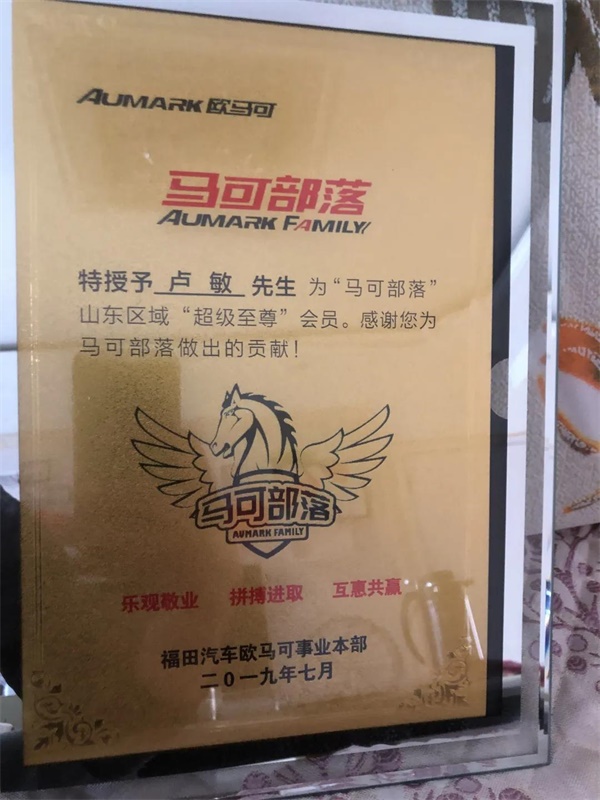 AUMARK 欧马可
马可部落
AUMARK FAMILY
特授予 卢 敏 先生 为“马可部落”
山东区域“超级至尊”会员。感谢您为
马可部落做出的贡献！
马可部落
AUMARK FAMILY
乐观敬业 拼搏进取 互惠共赢
福田汽车欧马可事业本部
二0一九年七月